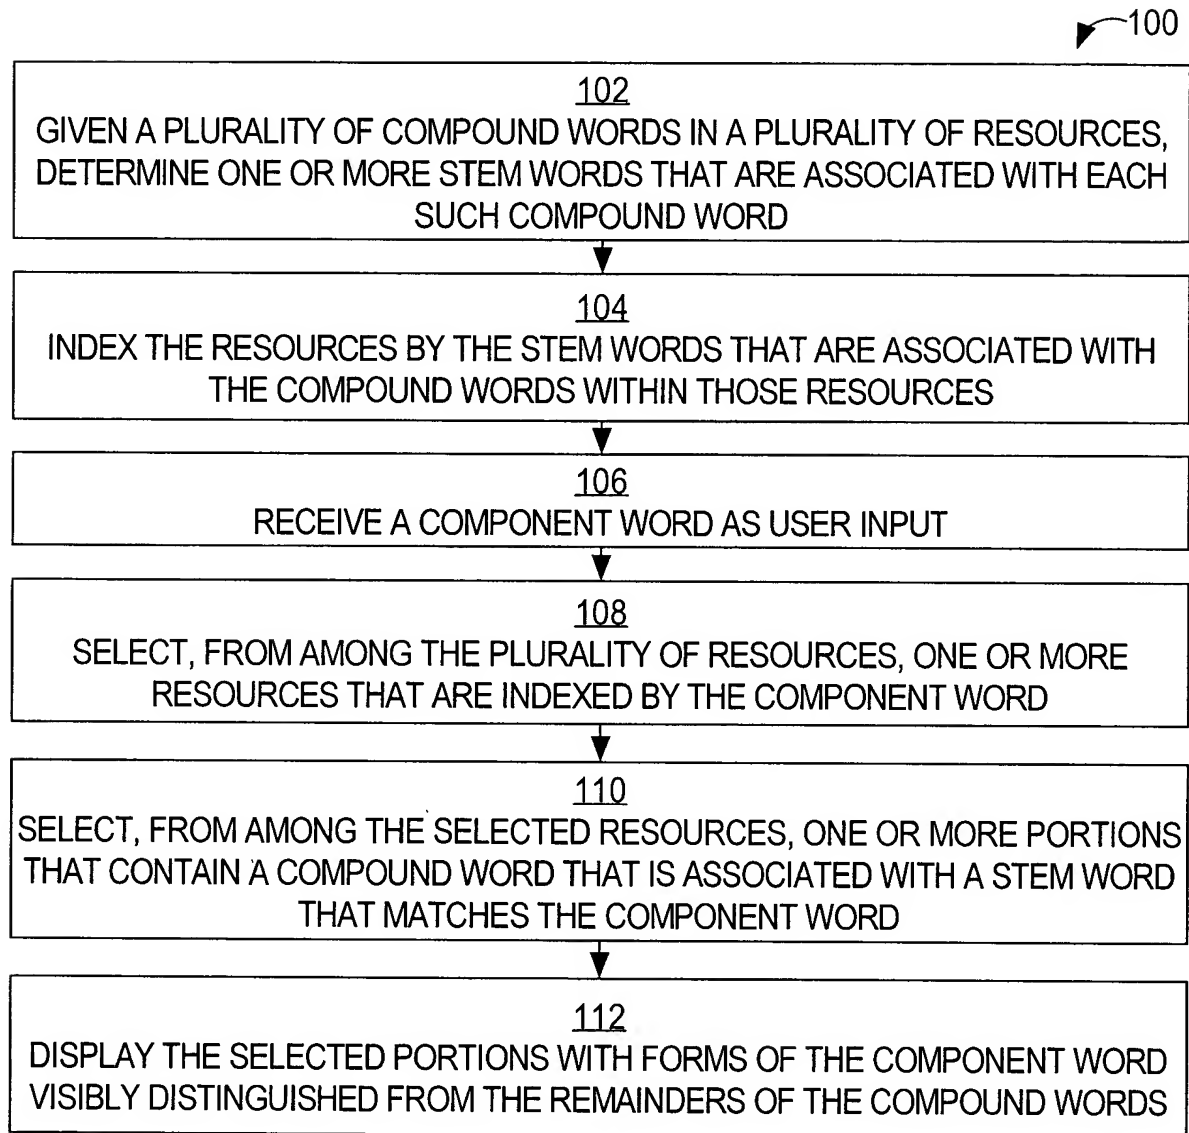 100
102
GIVEN A PLURALITY OF COMPOUND WORDS IN A PLURALITY OF RESOURCES,
DETERMINE ONE OR MORE STEM WORDS THAT ARE ASSOCIATED WITH EACH
SUCH COMPOUND WORD
104
INDEX THE RESOURCES BY THE STEM WORDS THAT ARE ASSOCIATED WITH
THE COMPOUND WORDS WITHIN THOSE RESOURCES
106
RECEIVE A COMPONENT WORD AS USER INPUT
108
SELECT, FROM AMONG THE PLURALITY OF RESOURCES, ONE OR MORE
RESOURCES THAT ARE INDEXED BY THE COMPONENT WORD
110
SELECT, FROM AMONG THE SELECTED RESOURCES, ONE OR MORE PORTIONS
THAT CONTAIN A COMPOUND WORD THAT IS ASSOCIATED WITH A STEM WORD
THAT MATCHES THE COMPONENT WORD
112
DISPLAY THE SELECTED PORTIONS WITH FORMS OF THE COMPONENT WORD
VISIBLY DISTINGUISHED FROM THE REMAINDERS OF THE COMPOUND WORDS